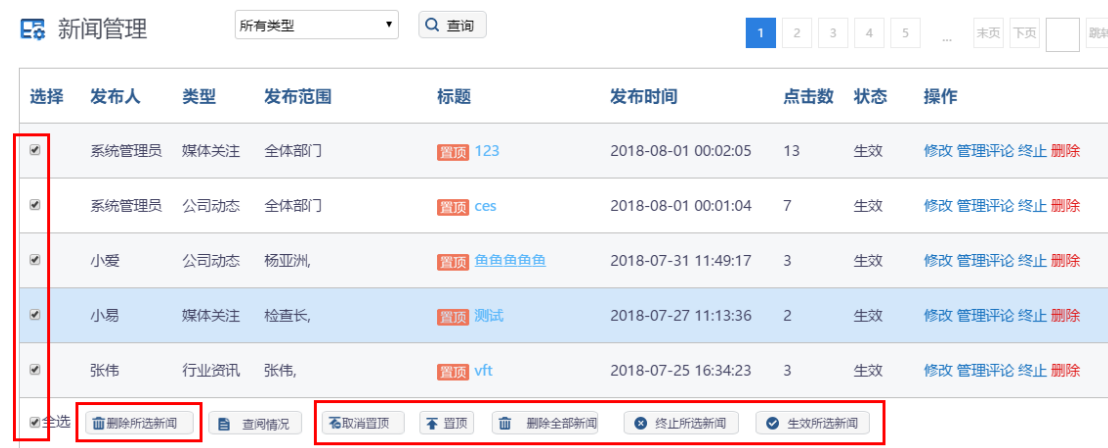 新闻管理 所有类型 查询 1 2 3 4 5 ... 末页 下页
选择 发布人 类型 发布范围 标题 发布时间 点击数 状态 操作
系统管理员 媒体关注 全体部门 置顶 123 2018-08-01 00:02:05 13 生效 修改 管理评论 终止 删除
系统管理员 公司动态 全体部门 置顶 ces 2018-08-01 00:01:04 7 生效 修改 管理评论 终止 删除
小爱 公司动态 杨亚洲, 置顶 鱼鱼鱼鱼鱼 2018-07-31 11:49:17 3 生效 修改 管理评论 终止 删除
小易 媒体关注 检查长, 置顶 测试 2018-07-27 11:13:36 2 生效 修改 管理评论 终止 删除
张伟 行业资讯 张伟, 置顶 vft 2018-07-25 16:34:23 3 生效 修改 管理评论 终止 删除
全选 删除所选新闻 查阅情况 取消置顶 置顶 删除全部新闻 终止所选新闻 生效所选新闻